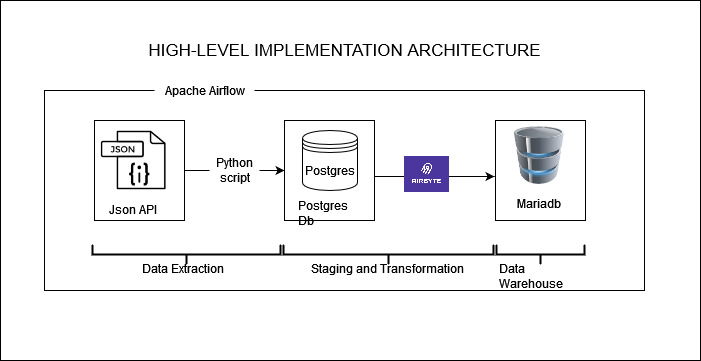 HIGH-LEVEL IMPLEMENTATION ARCHITECTURE
Apache Airflow
JSON
{i}
Json API
Python
script
Postgres
Postgres
Db
AIRBYTE
Mariadb
Data Extraction
Staging and Transformation
Data
Warehouse